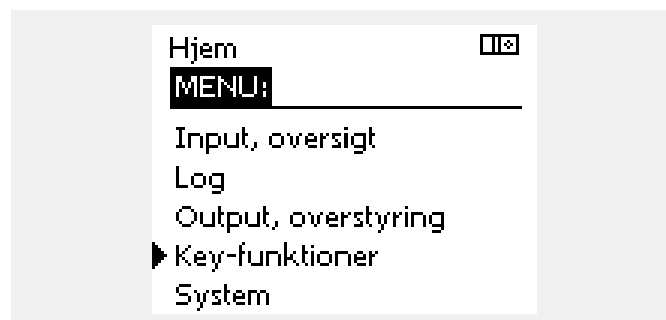 Hjem
MENU:
Input, oversigt
Log
Output, overstyring
Key-funktioner
System